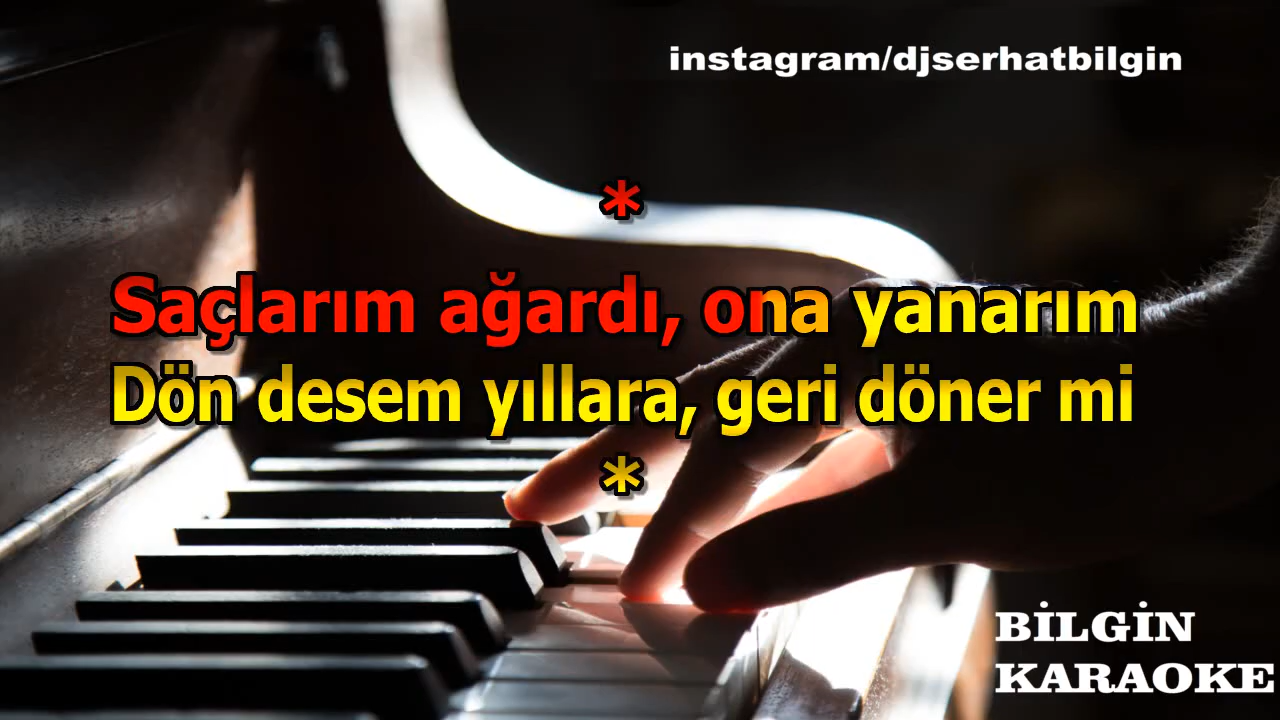 instagram/djserhatbilgin
*
Saçlarım ağardı, ona yanarım
Dön desem yıllara, geri döner mi
*
BİLGİN
KARAOKE